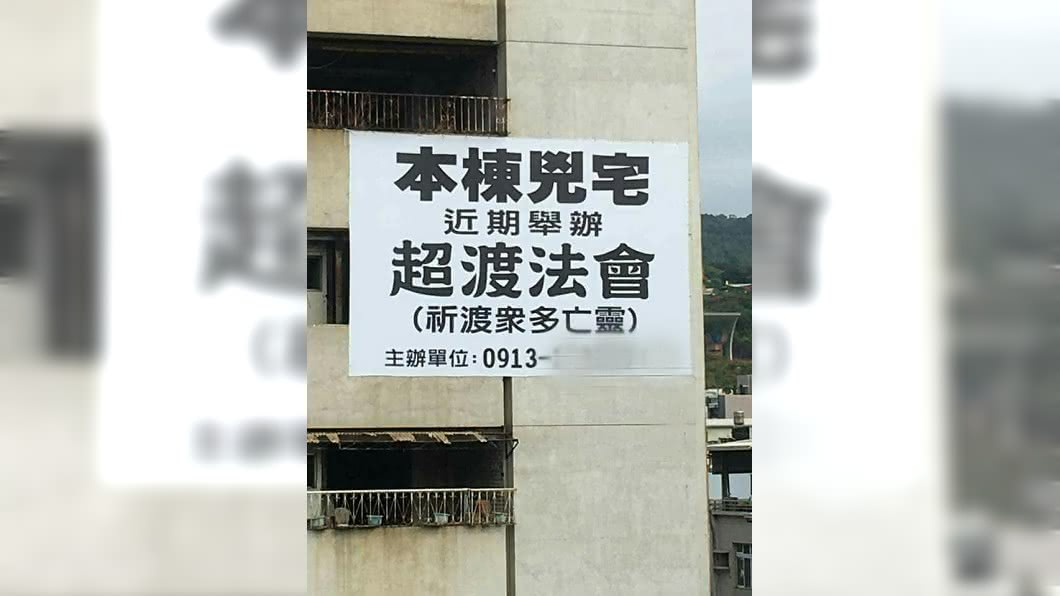 本棟兇宅
近期舉辦
超渡法會
(祈渡眾多亡靈)
主辦單位:0913-